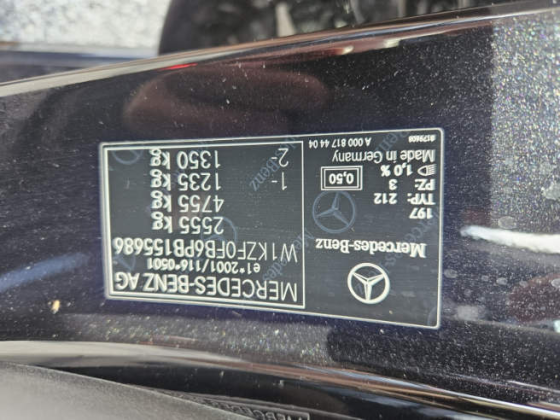 MERCEDES-BENZ AG
e1*2001/116*0501
W1KZF0FB6PB155686
2555 kg
4755 kg
1- 1235 kg
2- 1350 kg
Mercedes-Benz
197
TYP: 212
PZ: 3
1,0 % 0,50
Made in Germany
A 000 817 44 04